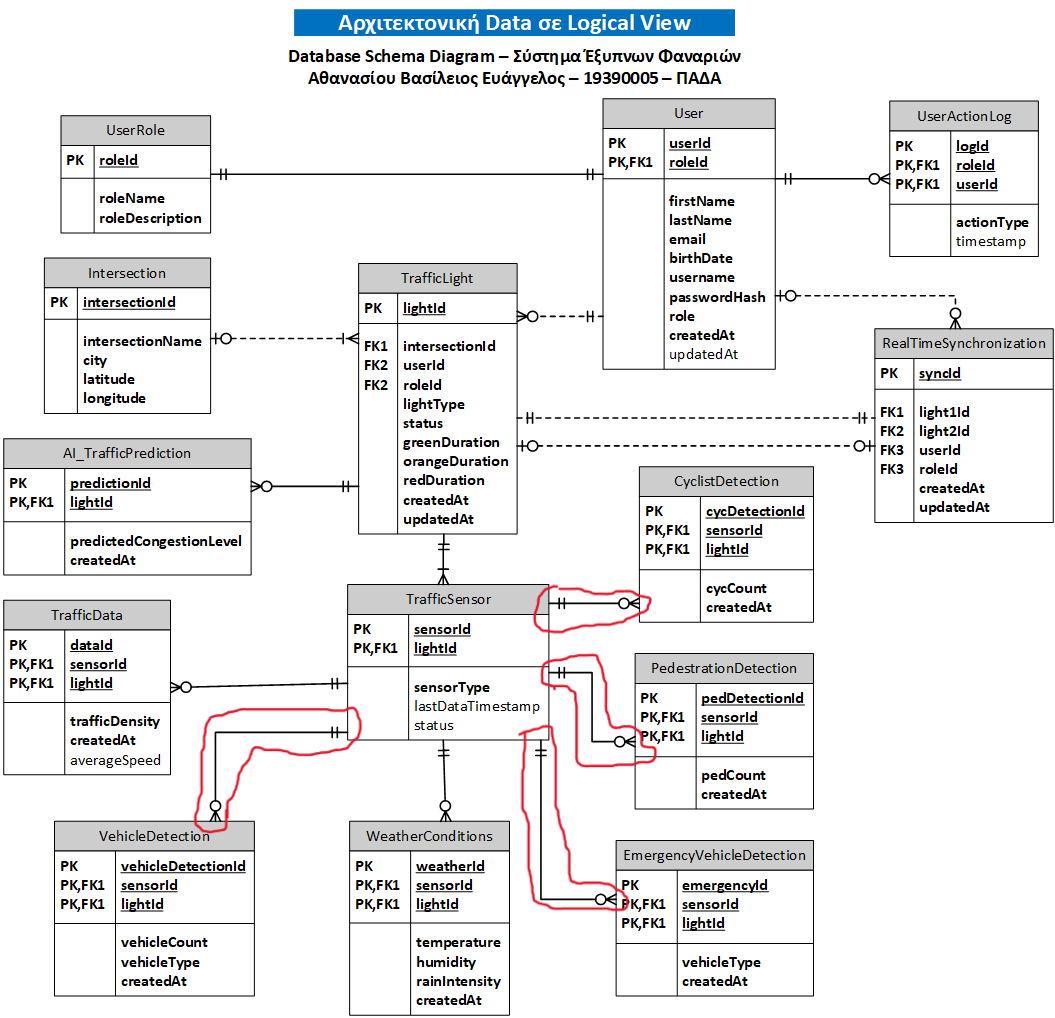 Αρχιτεκτονική Data σε Logical View
Database Schema Diagram – Σύστημα Έξυπνων Φαναριών
Αθανασίου Βασίλειος Ευάγγελος – 19390005 – ΠΑΔΑ
UserRole
PK roleId
roleName
roleDescription
User
PK userId
PK,FK1 roleId
firstName
lastName
email
birthDate
username
passwordHash
role
createdAt
updatedAt
UserActionLog
PK logId
PK,FK1 roleId
PK,FK1 userId
actionType
timestamp
Intersection
PK intersectionId
intersectionName
city
latitude
longitude
TrafficLight
PK lightId
FK1 intersectionId
FK2 userId
FK2 roleId
lightType
status
greenDuration
orangeDuration
redDuration
createdAt
updatedAt
RealTimeSynchronization
PK syncId
FK1 light1Id
FK2 light2Id
FK3 userId
FK3 roleId
createdAt
updatedAt
AI_TrafficPrediction
PK predictionId
PK,FK1 lightId
predictedCongestionLevel
createdAt
CyclistDetection
PK cycDetectionId
PK,FK1 sensorId
PK,FK1 lightId
cycCount
createdAt
TrafficSensor
PK sensorId
PK,FK1 lightId
sensorType
lastDataTimestamp
status
TrafficData
PK dataId
PK,FK1 sensorId
PK,FK1 lightId
trafficDensity
createdAt
averageSpeed
PedestrationDetection
PK pedDetectionId
PK,FK1 sensorId
PK,FK1 lightId
pedCount
createdAt
VehicleDetection
PK vehicleDetectionId
PK,FK1 sensorId
PK,FK1 lightId
vehicleCount
vehicleType
createdAt
WeatherConditions
PK weatherId
PK,FK1 sensorId
PK,FK1 lightId
temperature
humidity
rainIntensity
createdAt
EmergencyVehicleDetection
PK emergencyId
PK,FK1 sensorId
PK,FK1 lightId
vehicleType
createdAt